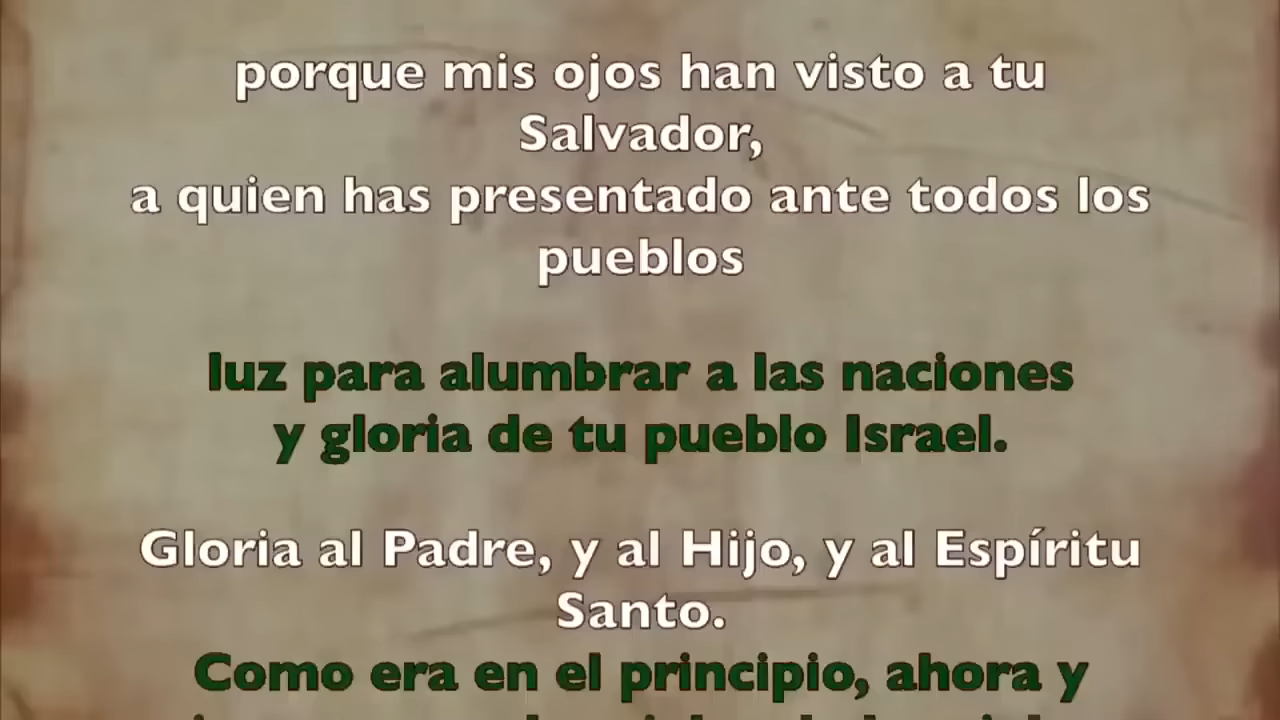 porque mis ojos han visto a tu
Salvador,
a quien has presentado ante todos los
pueblos
luz para alumbrar a las naciones
y gloria de tu pueblo Israel.
Gloria al Padre, y al Hijo, y al Espíritu
Santo.
Como era en el principio, ahora y